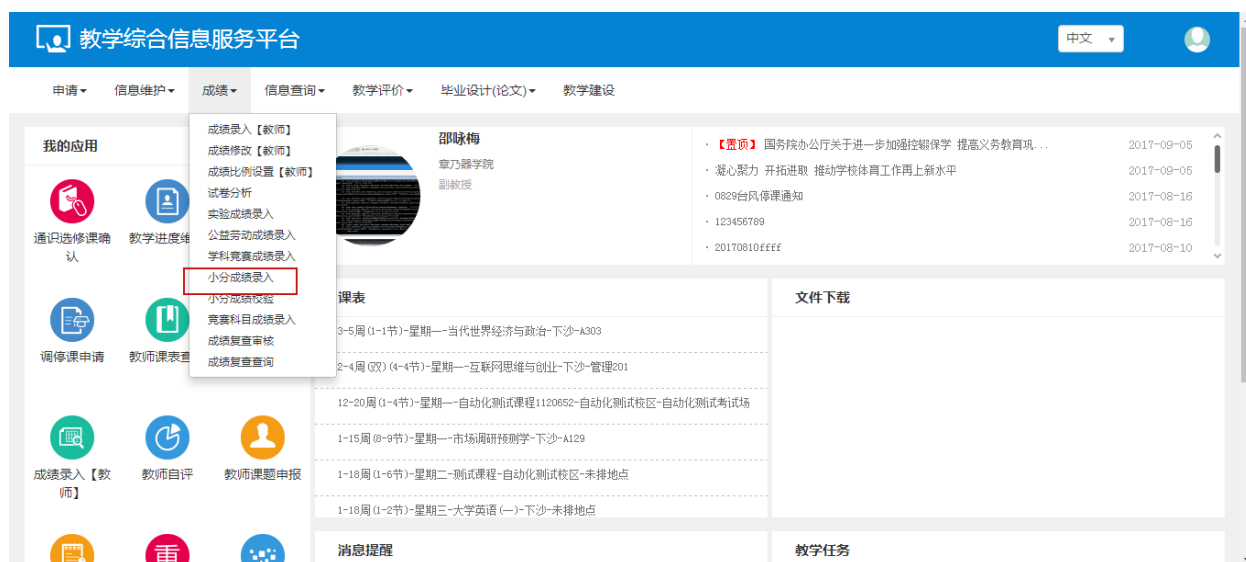 教学综合信息服务平台
中文
申请 信息维护 成绩 信息查询 教学评价 毕业设计(论文) 教学建设
我的应用
通识选修课确
认
教学进度维
调停课申请
教师课表查
成绩录入【教
师】
教师自评
教师课题申报
重
成绩录入【教师】
成绩修改【教师】
成绩比例设置【教师】
试卷分析
实验成绩录入
公益劳动成绩录入
学科竞赛成绩录入
小分成绩录入
小分成绩校验
竞赛科目成绩录入
成绩复查审核
成绩复查查询
邵咏梅
章乃器学院
副教授
· 【置顶】 国务院办公厅关于进一步加强控辍保学 提高义务教育巩... 2017-09-05
· 凝心聚力 开拓进取 推动学校体育工作再上新水平 2017-09-05
· 0829台风停课通知 2017-08-16
· 123456789 2017-08-16
· 20170810ffff 2017-08-10
课表
3-5周(1-1节)-星期一-当代世界经济与政治-下沙-A303
2-4周(双)(4-4节)-星期一-互联网思维与创业-下沙-管理201
12-20周(1-4节)-星期一-自动化测试课程1120652-自动化测试校区-自动化测试考试场
1-15周(8-9节)-星期一-市场调研预测学-下沙-A129
1-18周(1-6节)-星期二-测试课程-自动化测试校区-未排地点
1-18周(1-2节)-星期三-大学英语(一)-下沙-未排地点
文件下载
消息提醒
教学任务